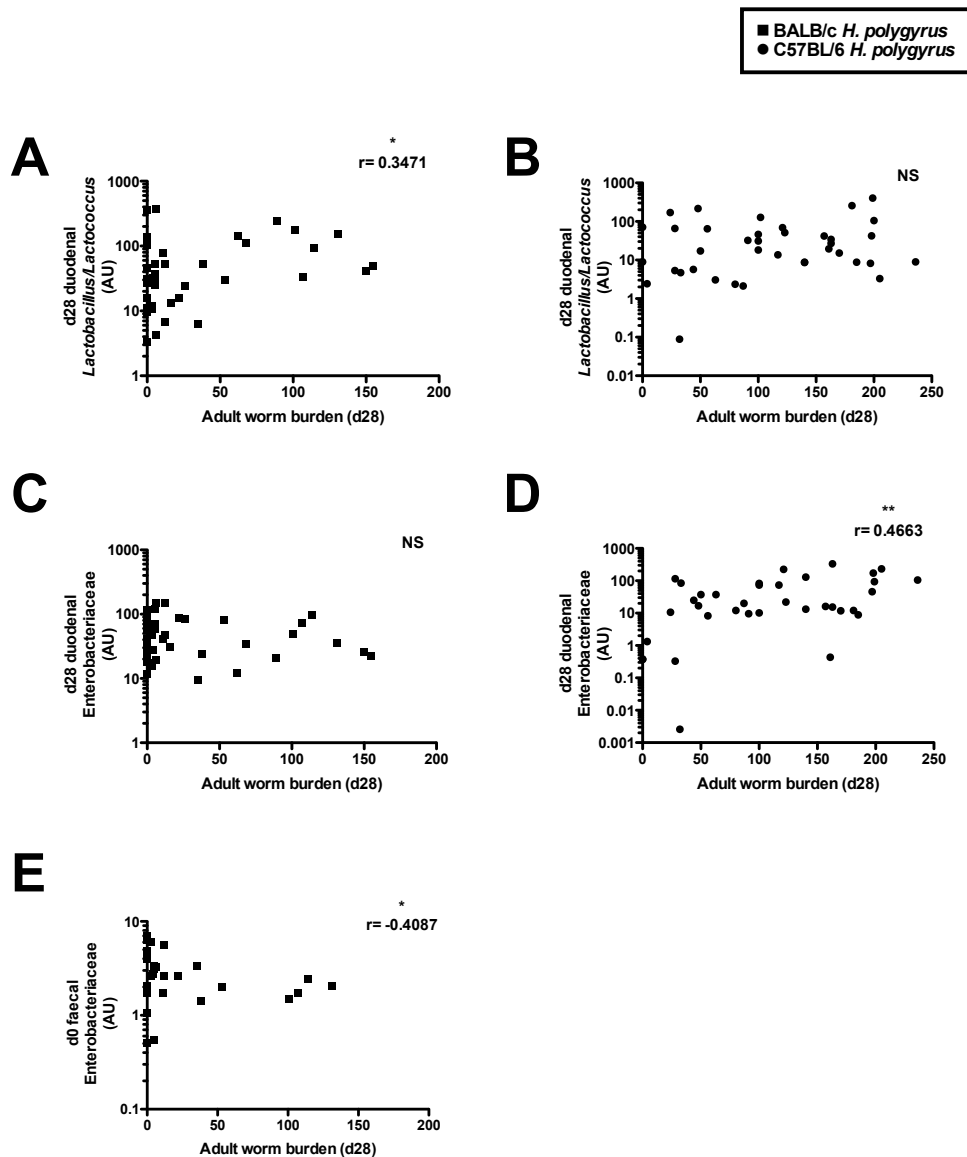 BALB/c H. polygyrus
C57BL/6 H. polygyrus
A
*
r= 0.3471
d28 duodenal
Lactobacillus/Lactococcus
(AU)
1000
100
10
1
0
50
100
150
200
Adult worm burden (d28)
B
NS
d28 duodenal
Lactobacillus/Lactococcus
(AU)
1000
100
10
1
0.1
0.01
0
50
100
150
200
250
Adult worm burden (d28)
C
NS
d28 duodenal
Enterobacteriaceae
(AU)
1000
100
10
1
0
50
100
150
200
Adult worm burden (d28)
D
**
r= 0.4663
d28 duodenal
Enterobacteriaceae
(AU)
1000
100
10
1
0.1
0.01
0.001
0
50
100
150
200
250
Adult worm burden (d28)
E
*
r= -0.4087
d0 faecal
Enterobacteriaceae
(AU)
10
1
0.1
0
50
100
150
200
Adult worm burden (d28)